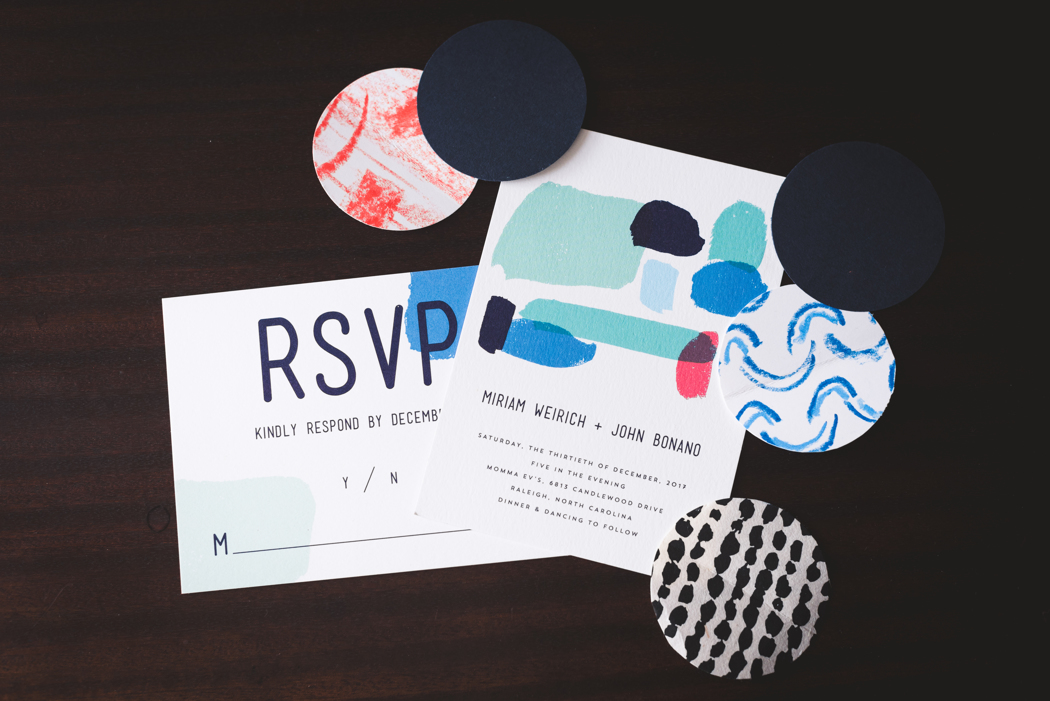 RSVP
KINDLY RESPOND BY DECEMB
Y / N
M
MIRIAM WEIRICH + JOHN BONANO
SATURDAY, THE THIRTIETH OF DECEMBER, 2017
FIVE IN THE EVENING
MOMMA EV'S, 6813 CANDLEWOOD DRIVE
RALEIGH, NORTH CAROLINA
DINNER & DANCING TO FOLLOW